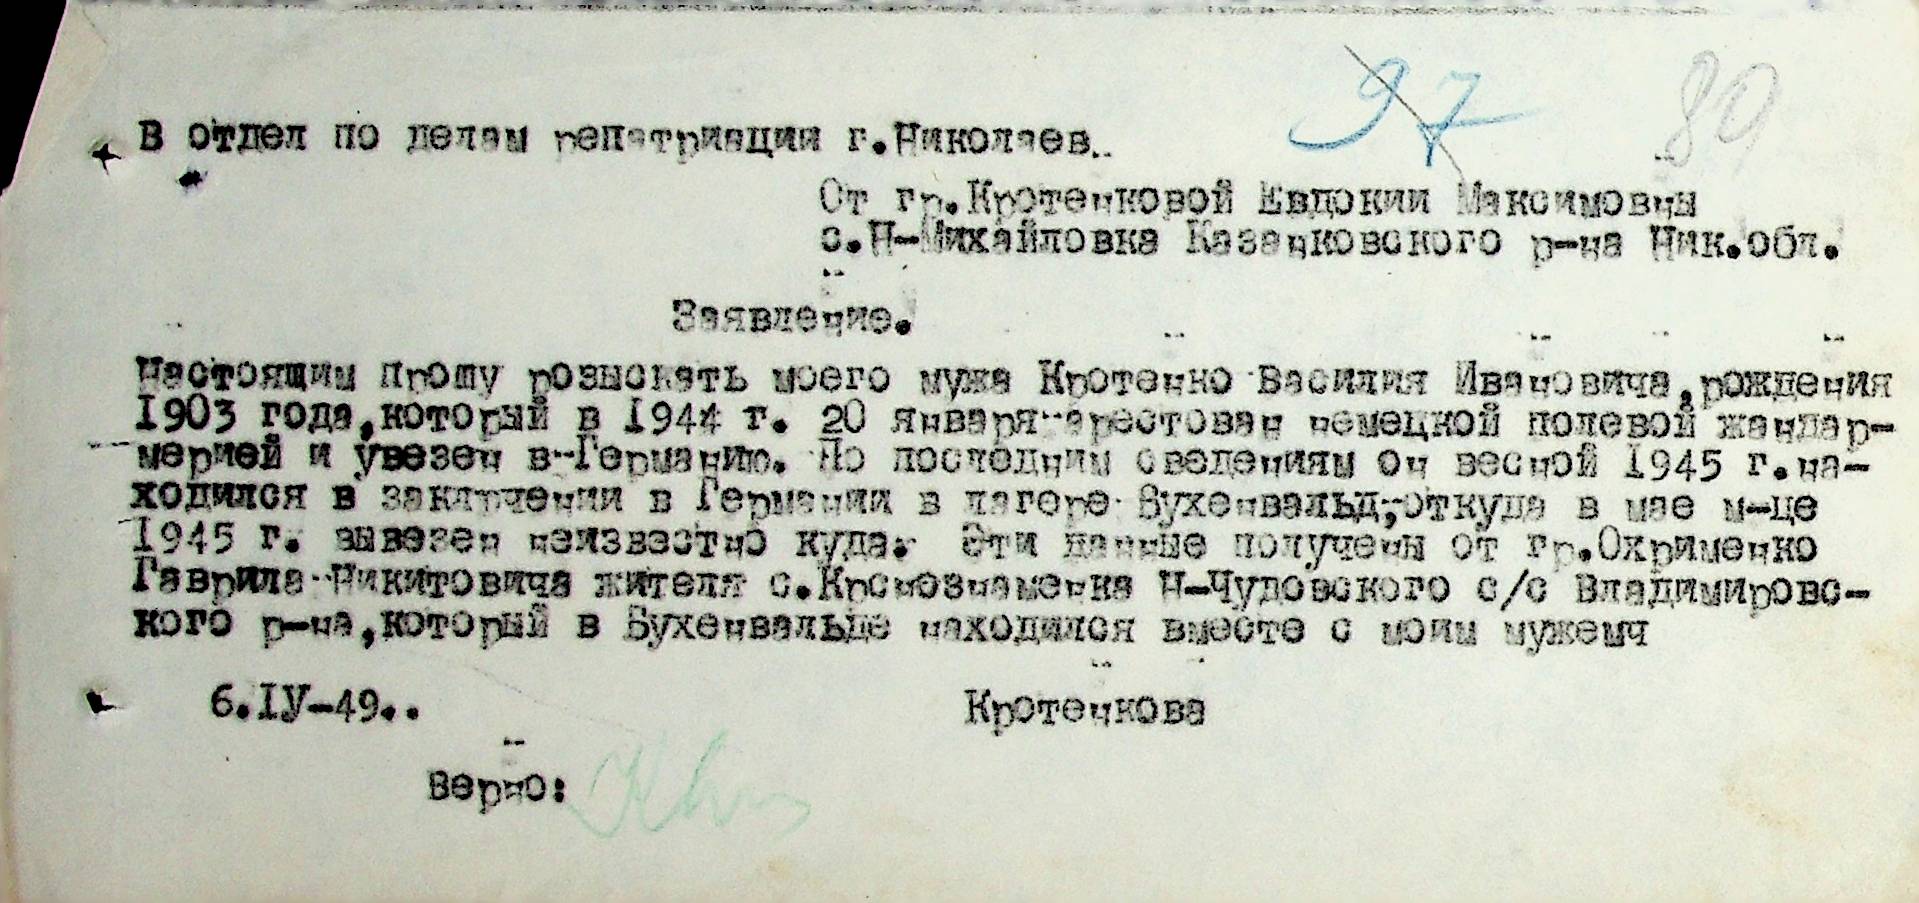 97 80
В отдел по делам репатриации г.Николаев..
От гр.Кротенковой Евдокии Максимовны
с.Н-Михайловка Казанковского р-на Ник.обл.
Заявление.
Настоящим прошу розыскать моего мужа Кротенко Василия Ивановича,рождения
1903 года,который в 1944 г. 20 января арестован немецкой полевой жандар-
мерией и увезен в Германию. По последним сведениям он весной 1945 г.на-
ходился в заключении в Германии в лагере Бухенвальд,откуда в мае м-це
1945 г. вывезен неизвестно куда. Эти данные получены от гр.Охрименко
Гаврила Никитовича жителя с.Краснознаменка Н-Чудовского с/с Владимировс-
кого р-на,который в Бухенвальде находился вместе с моим мужемч
6.IУ-49..
Кротенкова
верно: